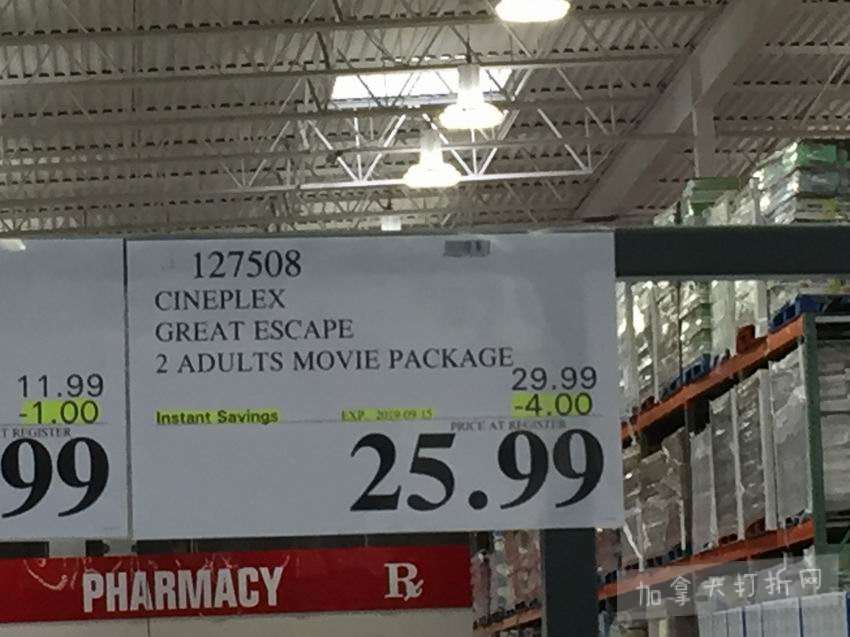 127508
CINEPLEX
GREAT ESCAPE
2 ADULTS MOVIE PACKAGE
29.99
Instant Savings EXP. 2019 09 15 -4.00
PRICE AT REGISTER
25.99
11.99
-1.00
T REGISTER
99
PHARMACY Rx
加拿大打折网